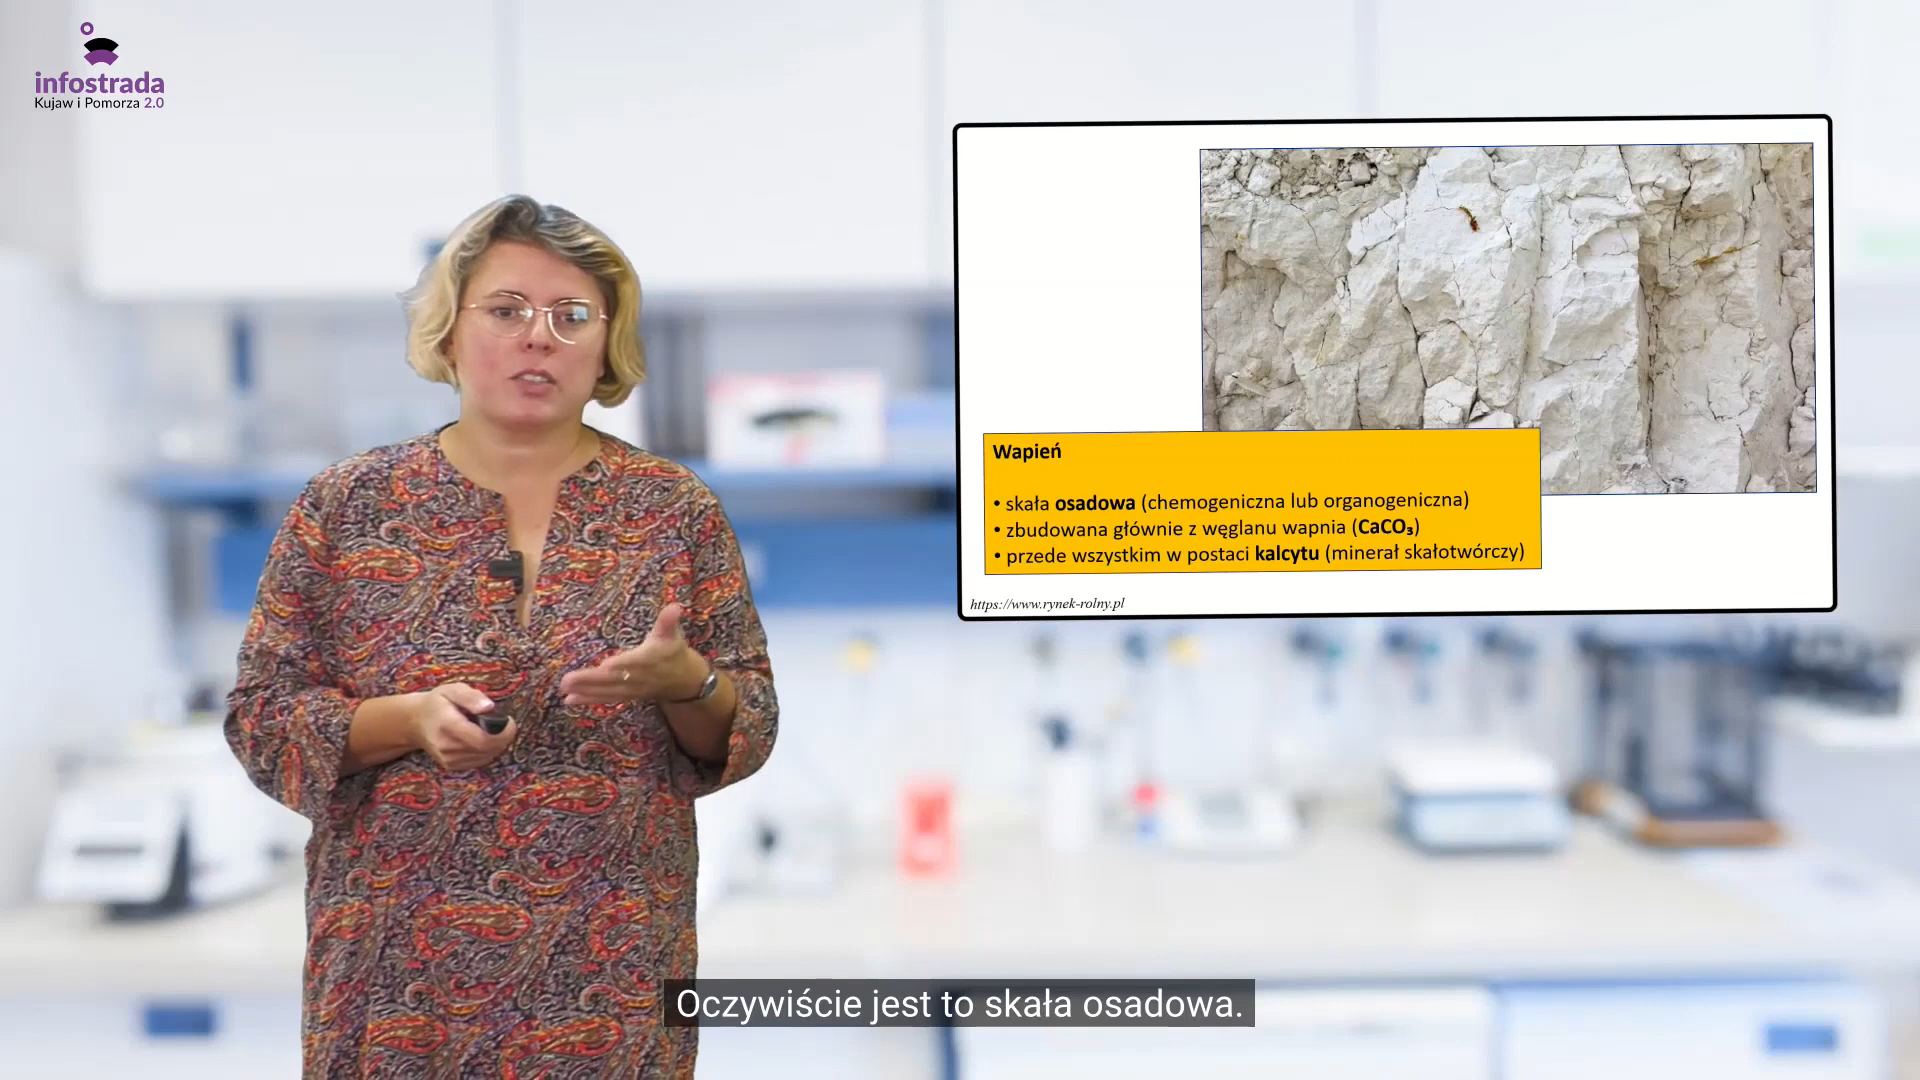 infostrada
Kujaw i Pomorza 2.0
Wapień
• skała osadowa (chemogeniczna lub organogeniczna)
• zbudowana głównie z węglanu wapnia (CaCO₃)
• przede wszystkim w postaci kalcytu (minerał skałotwórczy)
https://www.rynek-rolny.pl
Oczywiście jest to skała osadowa.